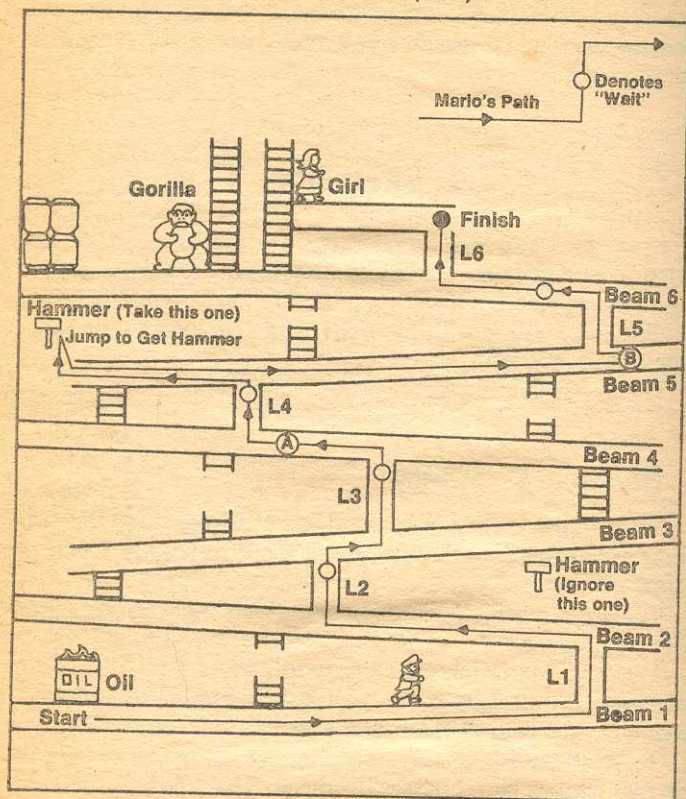 Mario's Path
Denotes
"Wait"
Gorilla
Girl
Finish
L6
Hammer (Take this one)
Beam 6
Jump to Get Hammer
L5
B
Beam 5
L4
A
Beam 4
L3
Beam 3
Hammer
(Ignore
this one)
L2
Beam 2
OIL
Oil
L1
Start
Beam 1